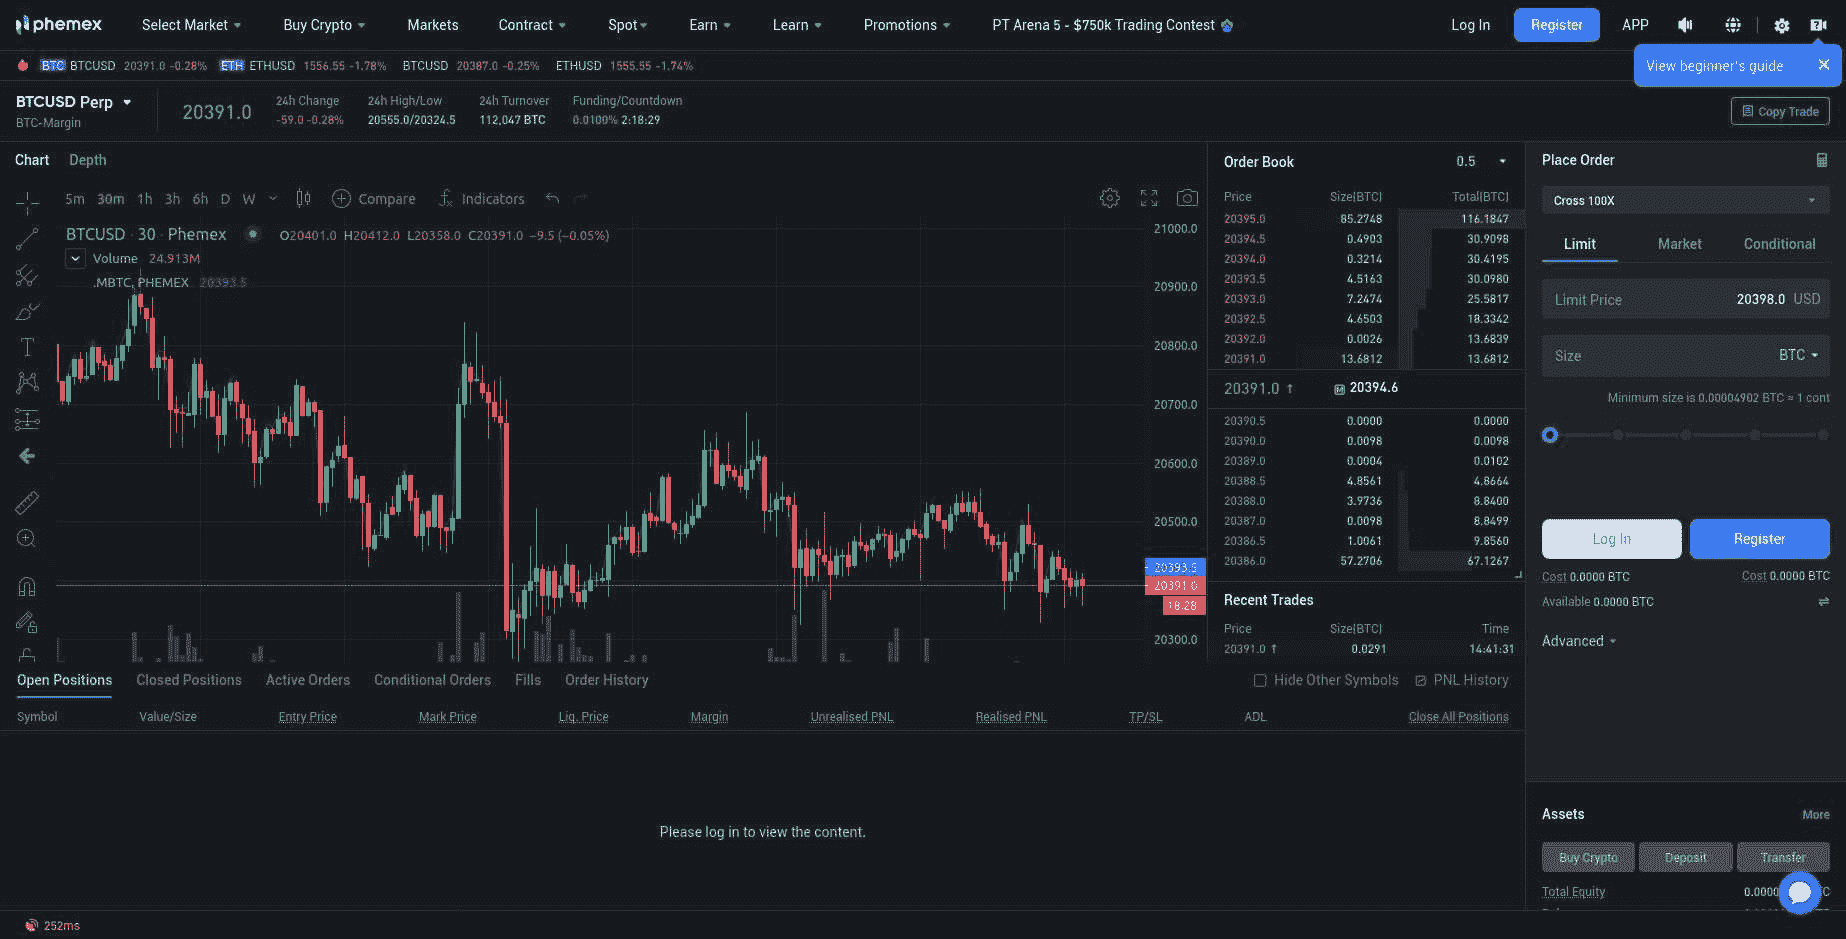 phemex Select Market Buy Crypto Markets Contract Spot Earn Learn Promotions PT Arena 5 - $750k Trading Contest Log In Register APP
BTC BTCUSD 20391.0 -0.28% ETH ETHUSD 1556.55 -1.78% BTCUSD 20387.0 -0.25% ETHUSD 1555.55 -1.74%
View beginner's guide
BTCUSD Perp
BTC-Margin
20391.0
24h Change
-59.0 -0.28%
24h High/Low
20555.0/20324.5
24h Turnover
112,047 BTC
Funding/Countdown
0.0100% 2:18:29
Copy Trade
Chart Depth
5m 30m 1h 3h 6h D W Compare Indicators
BTCUSD · 30 · Phemex O20401.0 H20412.0 L20358.0 C20391.0 −9.5 (−0.05%)
Volume 24.913M
.MBTC, PHEMEX 20393.5
21000.0
20900.0
20800.0
20700.0
20600.0
20500.0
20393.5
20391.0
18:28
20300.0
Order Book 0.5
Price Size(BTC) Total(BTC)
20395.0 85.2748 116.1847
20394.5 0.4903 30.9098
20394.0 0.3214 30.4195
20393.5 4.5163 30.0980
20393.0 7.2474 25.5817
20392.5 4.6503 18.3342
20392.0 0.0026 13.6839
20391.0 13.6812 13.6812
20391.0 ↑ M 20394.6
20390.5 0.0000 0.0000
20390.0 0.0098 0.0098
20389.0 0.0004 0.0102
20388.5 4.8561 4.8664
20388.0 3.9736 8.8400
20387.0 0.0098 8.8499
20386.5 1.0061 9.8560
20386.0 57.2706 67.1267
Recent Trades
Price Size(BTC) Time
20391.0 ↑ 0.0291 14:41:31
Place Order
Cross 100X
Limit Market Conditional
Limit Price 20398.0 USD
Size BTC
Minimum size is 0.00004902 BTC ≈ 1 cont
Log In Register
Cost 0.0000 BTC Cost 0.0000 BTC
Available 0.0000 BTC
Advanced
Open Positions Closed Positions Active Orders Conditional Orders Fills Order History Hide Other Symbols PNL History
Symbol Value/Size Entry Price Mark Price Liq. Price Margin Unrealised PNL Realised PNL TP/SL ADL Close All Positions
Please log in to view the content.
Assets More
Buy Crypto Deposit Transfer
Total Equity 0.0000
252ms